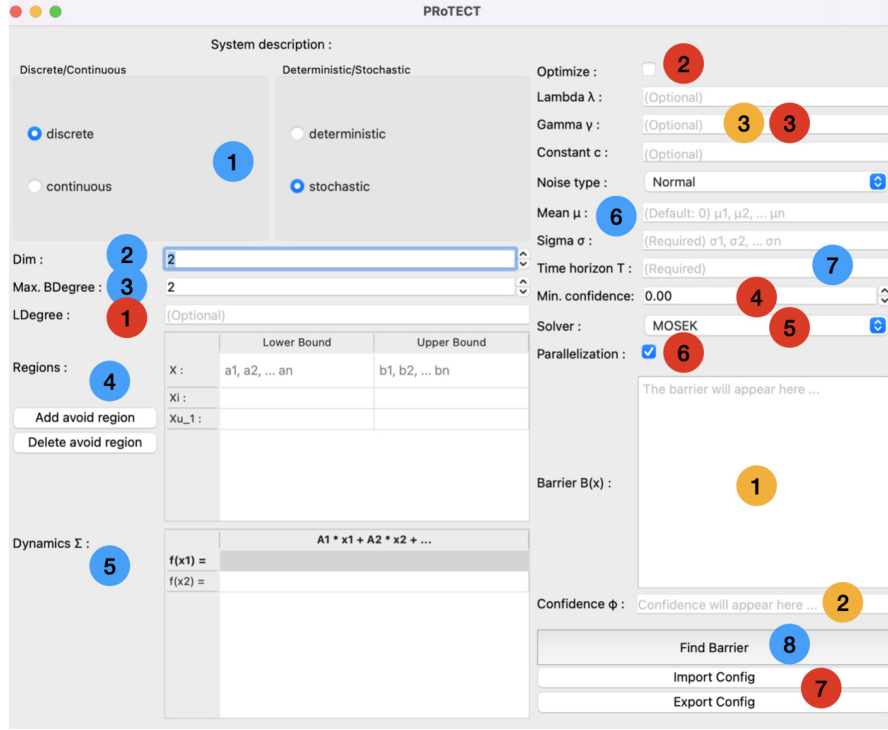 PRoTECT
System description :
Discrete/Continuous
Deterministic/Stochastic
discrete
continuous
1
deterministic
stochastic
Dim :
2
2
Max. BDegree :
3
2
LDegree :
1
(Optional)
Regions :
4
Add avoid region
Delete avoid region
Lower Bound
Upper Bound
X :
a1, a2, ... an
b1, b2, ... bn
Xi :
Xu_1 :
Dynamics Σ :
5
A1 * x1 + A2 * x2 + ...
f(x1) =
f(x2) =
Optimize :
2
Lambda λ :
(Optional)
Gamma γ :
(Optional)
3
3
Constant c :
(Optional)
Noise type :
Normal
Mean μ :
6
(Default: 0) μ1, μ2, ... μn
Sigma σ :
(Required) σ1, σ2, ... σn
Time horizon T :
(Required)
7
Min. confidence:
0.00
4
Solver :
MOSEK
5
Parallelization :
6
The barrier will appear here ...
Barrier B(x) :
1
Confidence ϕ :
Confidence will appear here ...
2
Find Barrier
8
Import Config
Export Config
7